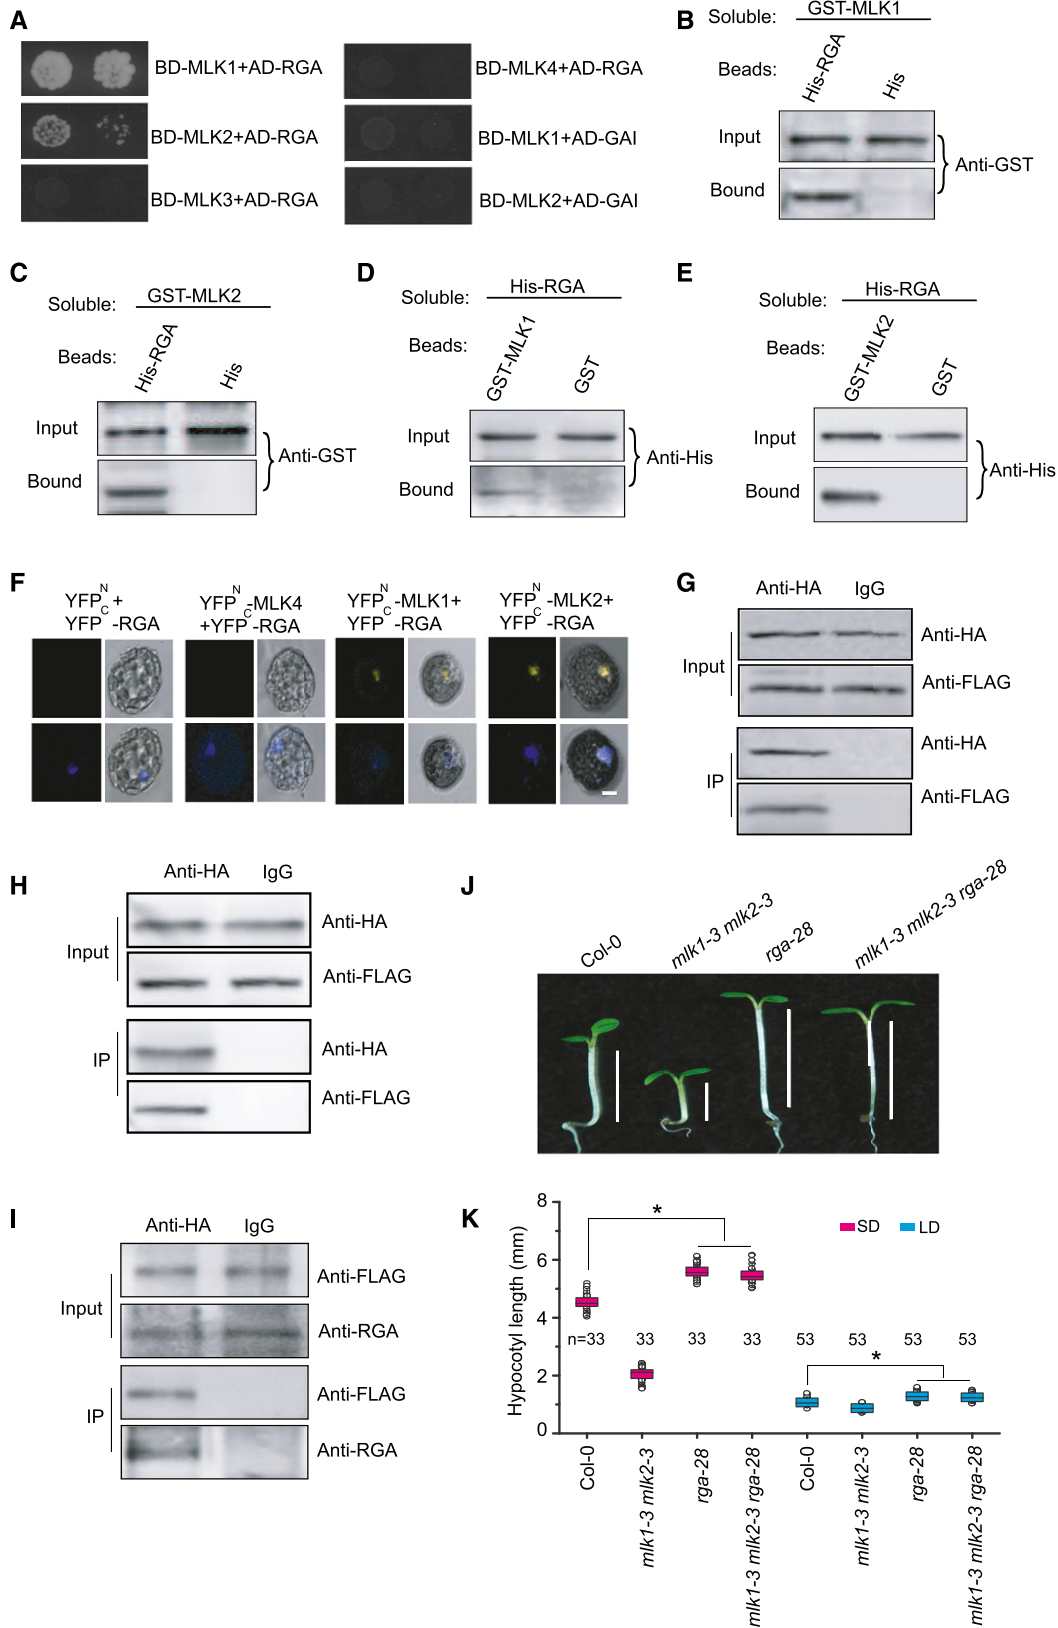 A
BD-MLK1+AD-RGA
BD-MLK2+AD-RGA
BD-MLK3+AD-RGA
BD-MLK4+AD-RGA
BD-MLK1+AD-GAI
BD-MLK2+AD-GAI
B
Soluble: GST-MLK1
Beads: His-RGA His
Input
Bound
Anti-GST
C
Soluble: GST-MLK2
Beads: His-RGA His
Input
Bound
Anti-GST
D
Soluble: His-RGA
Beads: GST-MLK1 GST
Input
Bound
Anti-His
E
Soluble: His-RGA
Beads: GST-MLK2 GST
Input
Bound
Anti-His
F
YFPN +
YFPC-RGA
YFPN-MLK4
+YFPC-RGA
YFPN-MLK1+
YFPC-RGA
YFPN-MLK2+
YFPC-RGA
G
Anti-HA IgG
Input
Anti-HA
Anti-FLAG
IP
Anti-HA
Anti-FLAG
H
Anti-HA IgG
Input
Anti-HA
Anti-FLAG
IP
Anti-HA
Anti-FLAG
J
Col-0
mlk1-3 mlk2-3
rga-28
mlk1-3 mlk2-3 rga-28
I
Anti-HA IgG
Input
Anti-FLAG
Anti-RGA
IP
Anti-FLAG
Anti-RGA
K
Hypocotyl length (mm)
8
6
4
2
0
*
SD LD
n=33 33 33 33 53 53 53 53
*
Col-0
mlk1-3 mlk2-3
rga-28
mlk1-3 mlk2-3 rga-28
Col-0
mlk1-3 mlk2-3
rga-28
mlk1-3 mlk2-3 rga-28